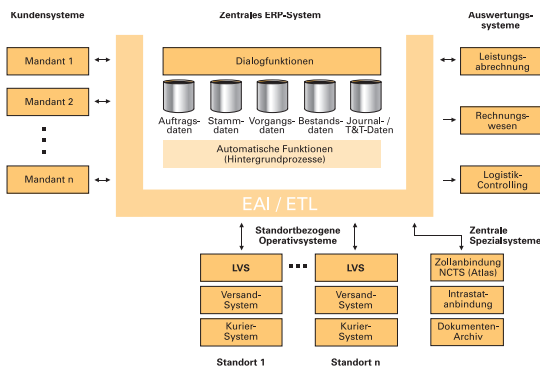 Kundensysteme
Zentrales ERP-System
Auswertungs-
systeme
Mandant 1
Mandant 2
Mandant n
Dialogfunktionen
Auftrags-
daten
Stamm-
daten
Vorgangs-
daten
Bestands-
daten
Journal- /
T&T-Daten
Automatische Funktionen
(Hintergrundprozesse)
EAI / ETL
Leistungs-
abrechnung
Rechnungs-
wesen
Logistik-
Controlling
Standortbezogene
Operativsysteme
Zentrale
Spezialsysteme
LVS
Versand-
System
Kurier-
System
Standort 1
LVS
Versand-
System
Kurier-
System
Standort n
Zollanbindung
NCTS (Atlas)
Intrastat-
anbindung
Dokumenten-
Archiv